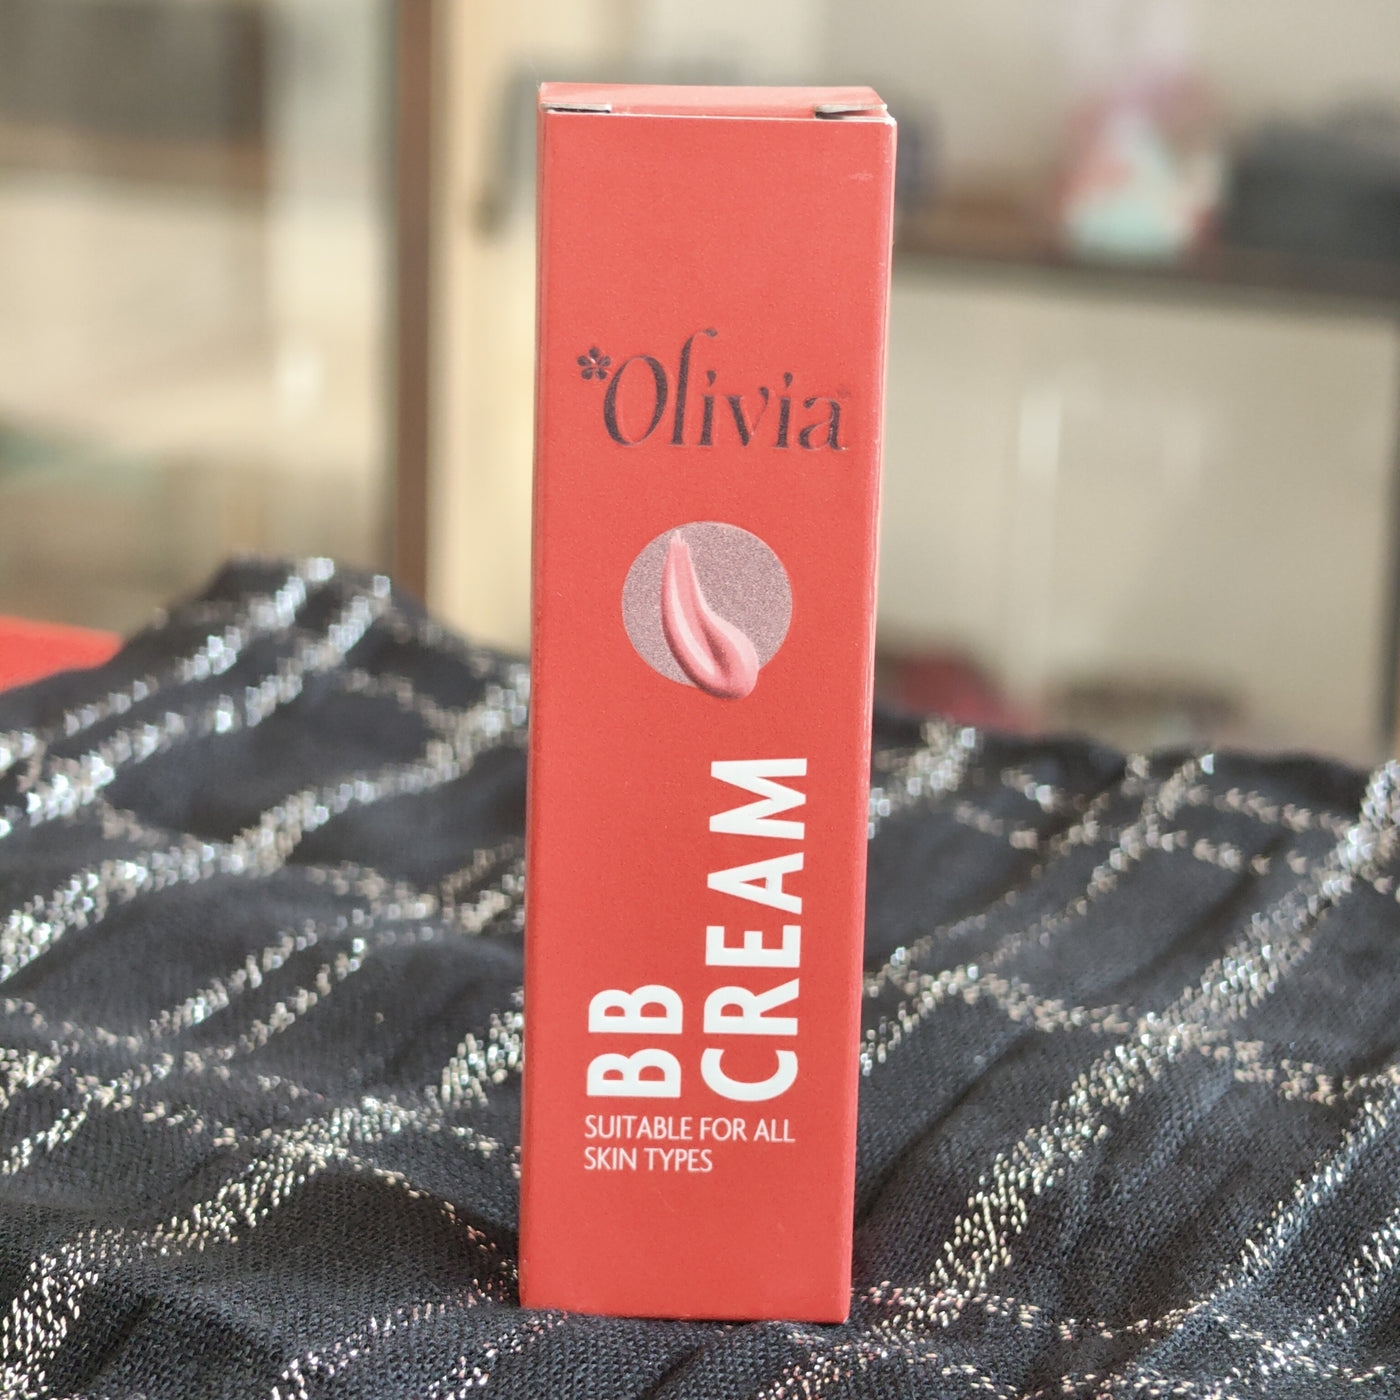 Olivia
BB
CREAM
SUITABLE FOR ALL
SKIN TYPES